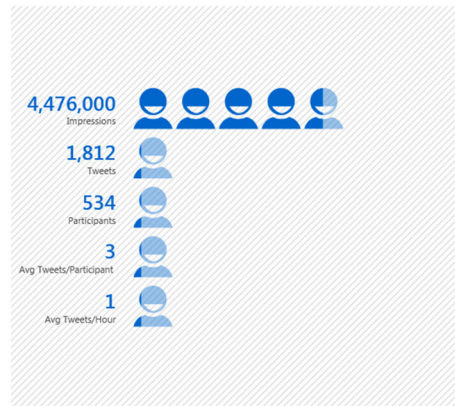 4,476,000
Impressions
1,812
Tweets
534
Participants
3
Avg Tweets/Participant
1
Avg Tweets/Hour